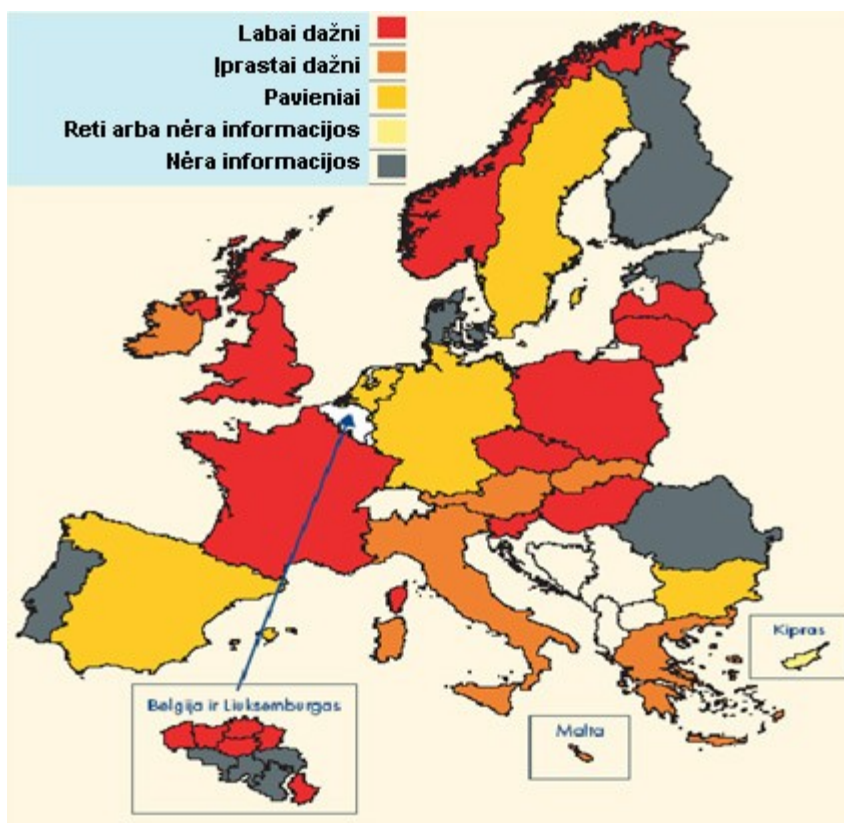 Labai dažni
Įprastai dažni
Pavieniai
Reti arba nėra informacijos
Nėra informacijos
Kipras
Belgija ir Liuksemburgas
Malta